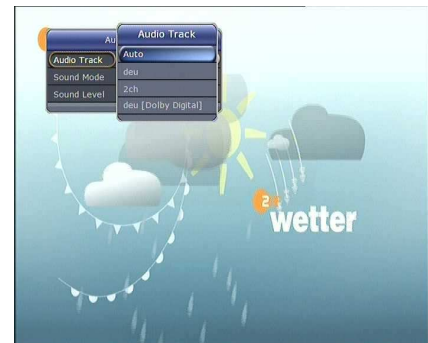 Au
Audio Track
Sound Mode
Sound Level
Audio Track
Auto
deu
2ch
deu [Dolby Digital]
2
wetter